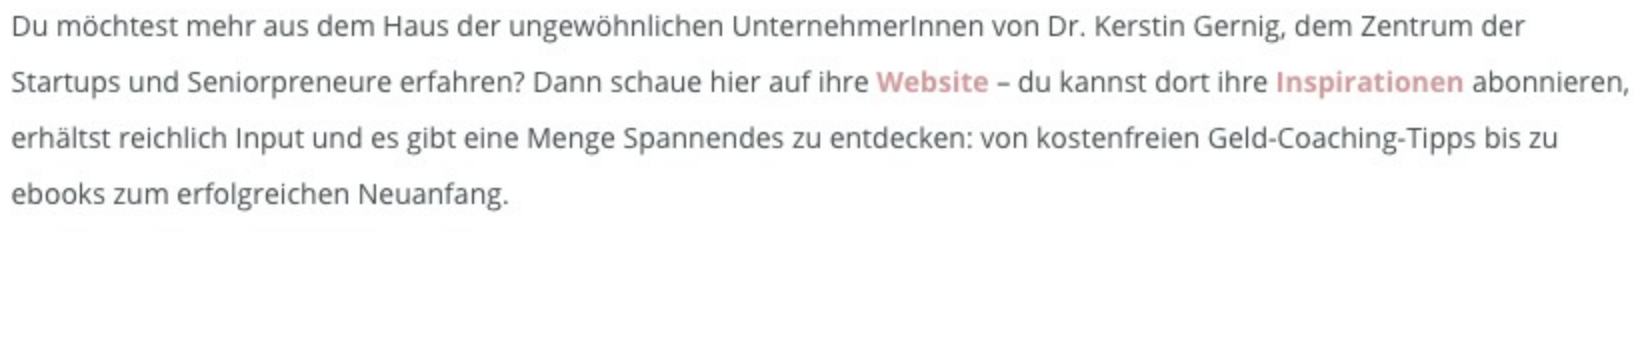 Du möchtest mehr aus dem Haus der ungewöhnlichen UnternehmerInnen von Dr. Kerstin Gernig, dem Zentrum der
Startups und Seniorpreneure erfahren? Dann schaue hier auf ihre Website – du kannst dort ihre Inspirationen abonnieren,
erhältst reichlich Input und es gibt eine Menge Spannendes zu entdecken: von kostenfreien Geld-Coaching-Tipps bis zu
ebooks zum erfolgreichen Neuanfang.